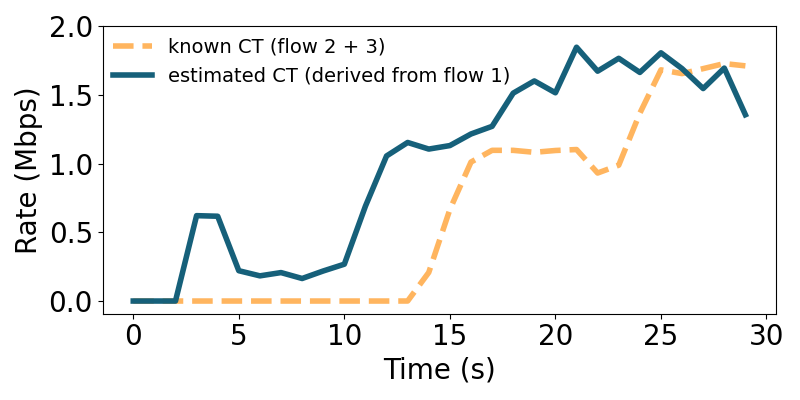 known CT (flow 2 + 3)
estimated CT (derived from flow 1)
Rate (Mbps)
2.0
1.5
1.0
0.5
0.0
0 5 10 15 20 25 30
Time (s)